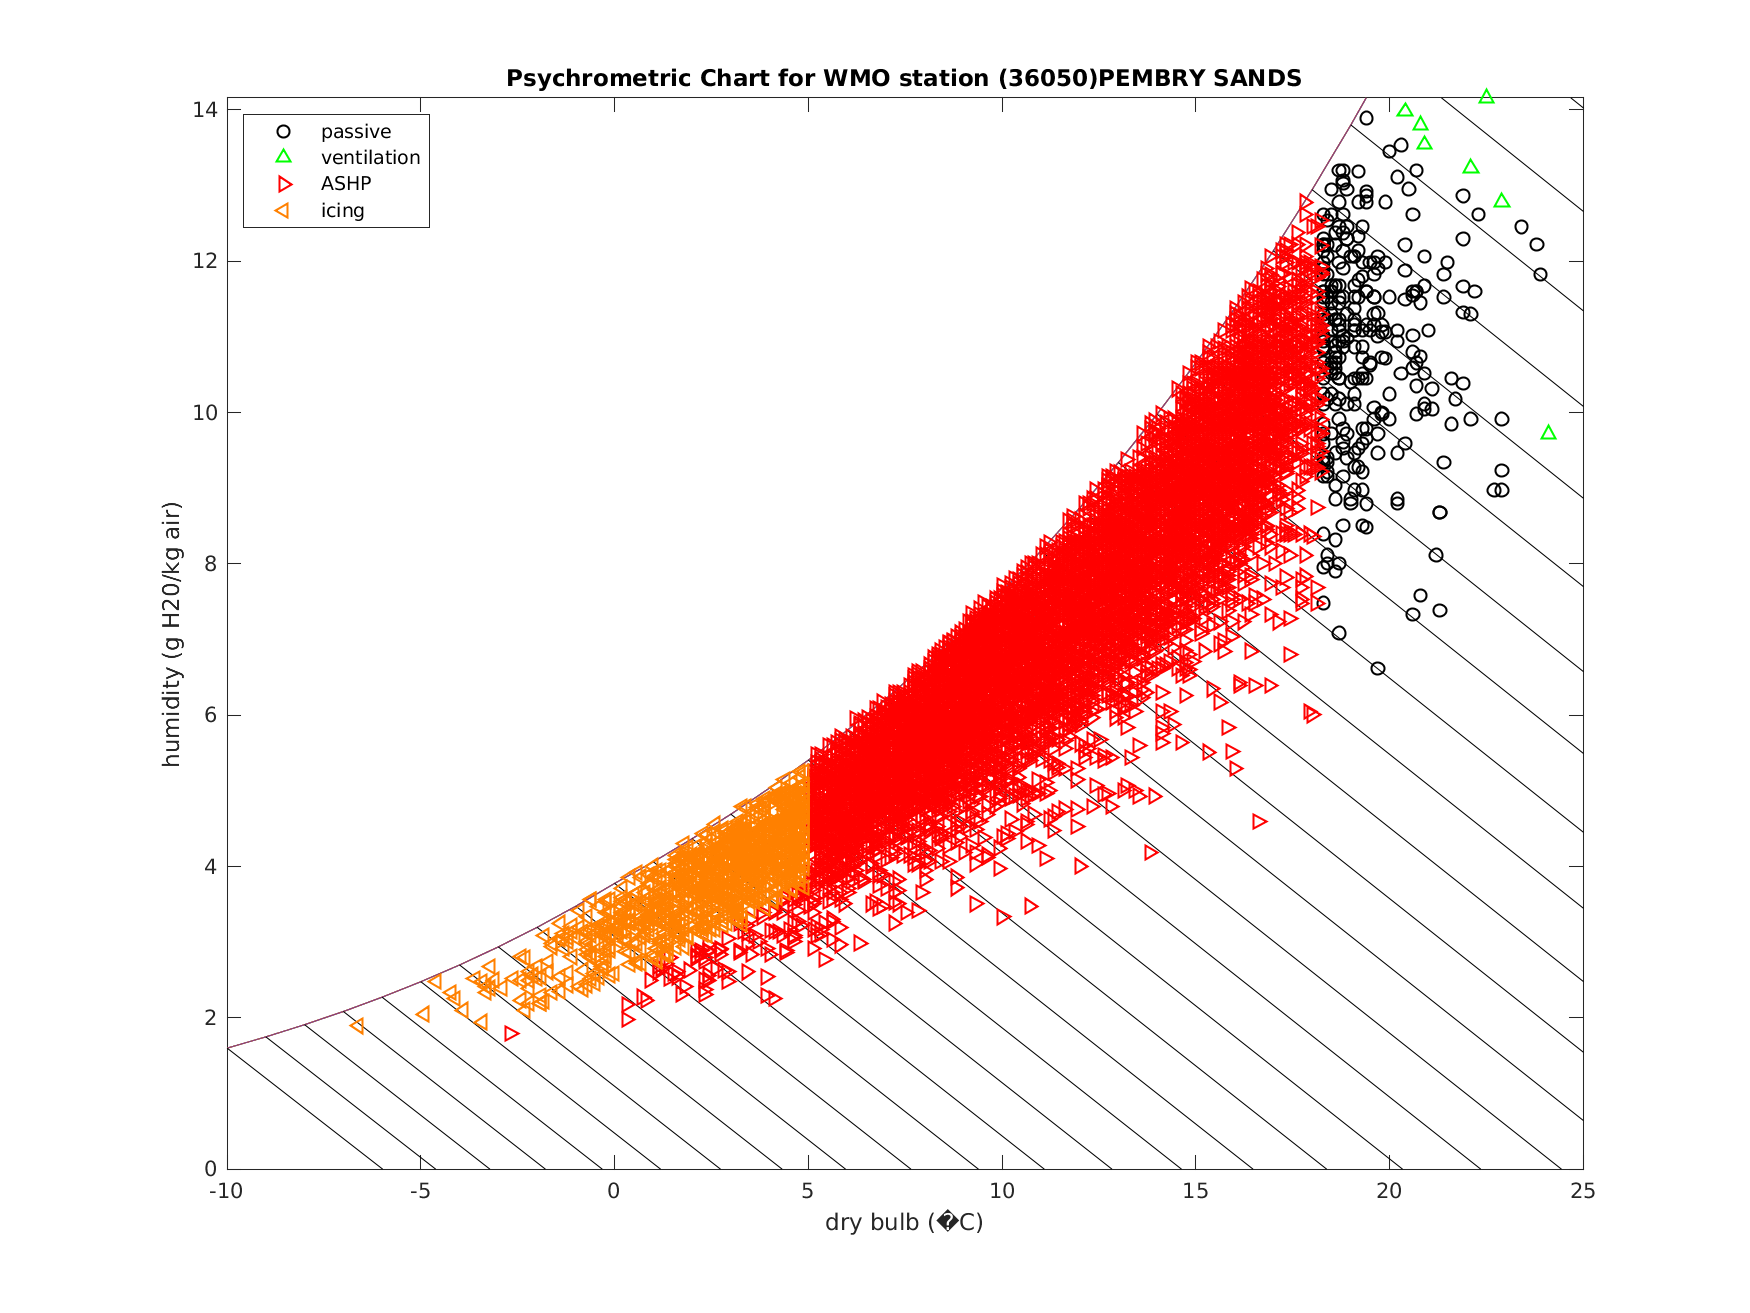 Psychrometric Chart for WMO station (36050)PEMBRY SANDS
passive
ventilation
ASHP
icing
humidity (g H20/kg air)
14
12
10
8
6
4
2
0
-10 -5 0 5 10 15 20 25
dry bulb (�C)